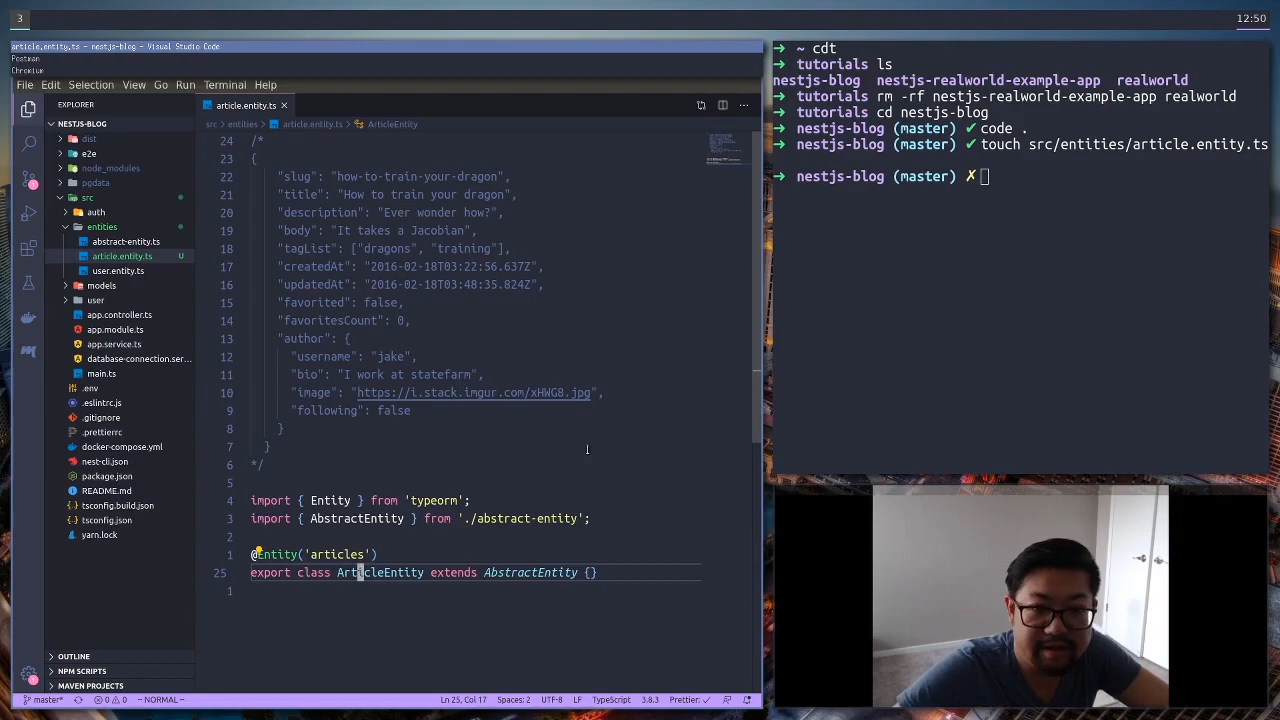 3
12:50
article.entity.ts - nestjs-blog - Visual Studio Code
Postman
Chromium
File Edit Selection View Go Run Terminal Help
EXPLORER
NESTJS-BLOG
dist
e2e
node_modules
pgdata
src
auth
entities
abstract-entity.ts
article.entity.ts U
user.entity.ts
models
user
app.controller.ts
app.module.ts
app.service.ts
database-connection.ser...
main.ts
.env
.eslintrc.js
.gitignore
.prettierrc
docker-compose.yml
nest-cli.json
package.json
README.md
tsconfig.build.json
tsconfig.json
yarn.lock
OUTLINE
NPM SCRIPTS
MAVEN PROJECTS
1
1
article.entity.ts
src > entities > article.entity.ts > ArticleEntity
24 /*
23 {
22 "slug": "how-to-train-your-dragon",
21 "title": "How to train your dragon",
20 "description": "Ever wonder how?",
19 "body": "It takes a Jacobian",
18 "tagList": ["dragons", "training"],
17 "createdAt": "2016-02-18T03:22:56.637Z",
16 "updatedAt": "2016-02-18T03:48:35.824Z",
15 "favorited": false,
14 "favoritesCount": 0,
13 "author": {
12 "username": "jake",
11 "bio": "I work at statefarm",
10 "image": "https://i.stack.imgur.com/xHWG8.jpg",
9 "following": false
8 }
7 }
6 */
5
4 import { Entity } from 'typeorm';
3 import { AbstractEntity } from './abstract-entity';
2
1 @Entity('articles')
25 export class ArticleEntity extends AbstractEntity {}
1
master* 0 0 -- NORMAL -- Ln 25, Col 17 Spaces: 2 UTF-8 LF TypeScript 3.8.3 Prettier: ✓
➜ ~ cdt
➜ tutorials ls
nestjs-blog nestjs-realworld-example-app realworld
➜ tutorials rm -rf nestjs-realworld-example-app realworld
➜ tutorials cd nestjs-blog
➜ nestjs-blog (master) ✔ code .
➜ nestjs-blog (master) ✔ touch src/entities/article.entity.ts
➜ nestjs-blog (master) ✗